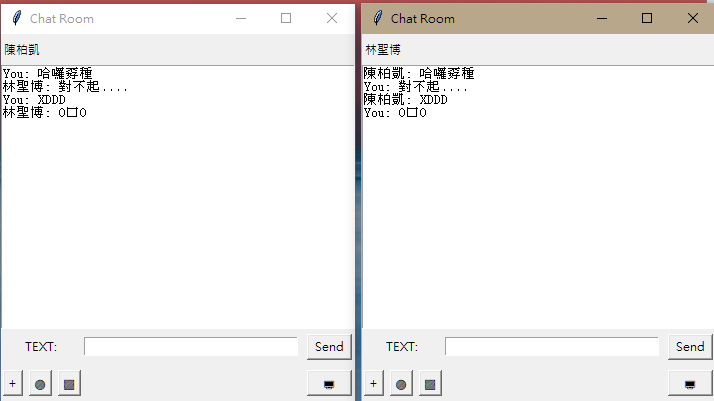 Chat Room
陳柏凱
You: 哈囉孬種
林聖博: 對不起....
You: XDDD
林聖博: O口O
TEXT:
Send
+
Chat Room
林聖博
陳柏凱: 哈囉孬種
You: 對不起....
陳柏凱: XDDD
You: O口O
TEXT:
Send
+